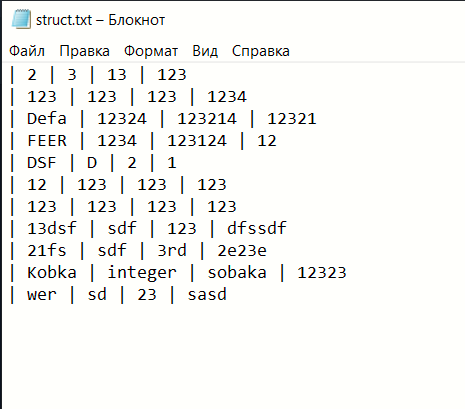 struct.txt – Блокнот
Файл Правка Формат Вид Справка
| 2 | 3 | 13 | 123
| 123 | 123 | 123 | 1234
| Defa | 12324 | 123214 | 12321
| FEER | 1234 | 123124 | 12
| DSF | D | 2 | 1
| 12 | 123 | 123 | 123
| 123 | 123 | 123 | 123
| 13dsf | sdf | 123 | dfssdf
| 21fs | sdf | 3rd | 2e23e
| Kobka | integer | sobaka | 12323
| wer | sd | 23 | sasd